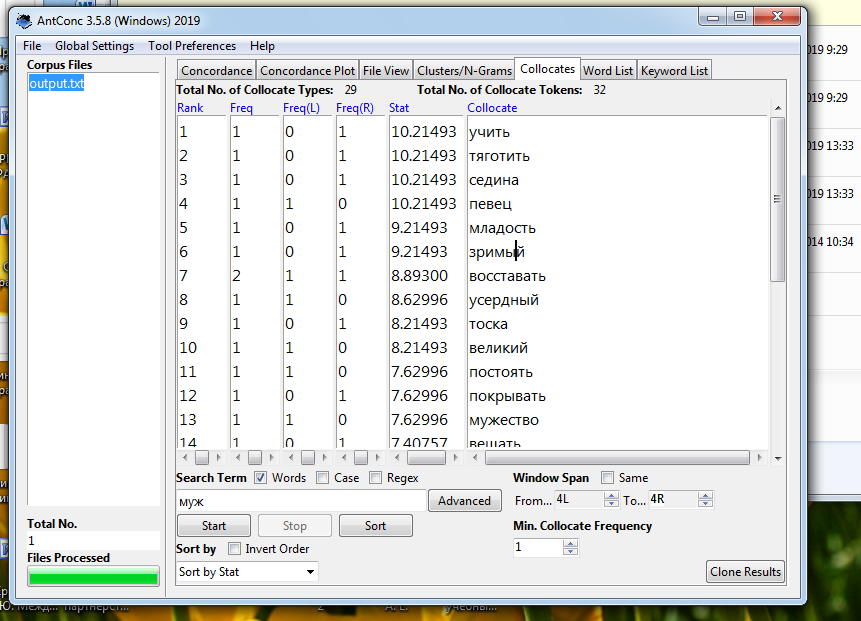 AntConc 3.5.8 (Windows) 2019
File Global Settings Tool Preferences Help
Corpus Files
output.txt
Concordance Concordance Plot File View Clusters/N-Grams Collocates Word List Keyword List
Total No. of Collocate Types: 29 Total No. of Collocate Tokens: 32
Rank Freq Freq(L) Freq(R) Stat Collocate
1 1 0 1 10.21493 учить
2 1 0 1 10.21493 тяготить
3 1 0 1 10.21493 седина
4 1 1 0 10.21493 певец
5 1 0 1 9.21493 младость
6 1 0 1 9.21493 зримый
7 2 1 1 8.89300 восставать
8 1 1 0 8.62996 усердный
9 1 0 1 8.21493 тоска
10 1 1 0 8.21493 великий
11 1 1 0 7.62996 постоять
12 1 0 1 7.62996 покрывать
13 1 1 0 7.62996 мужество
14 1 0 1 7.40757 вещать
Search Term Words Case Regex
муж
Advanced
Start Stop Sort
Sort by Invert Order
Sort by Stat
Window Span Same
From... 4L To... 4R
Min. Collocate Frequency
1
Clone Results
Total No.
1
Files Processed
019 9:29
019 9:29
019 13:33
019 13:33
014 10:34